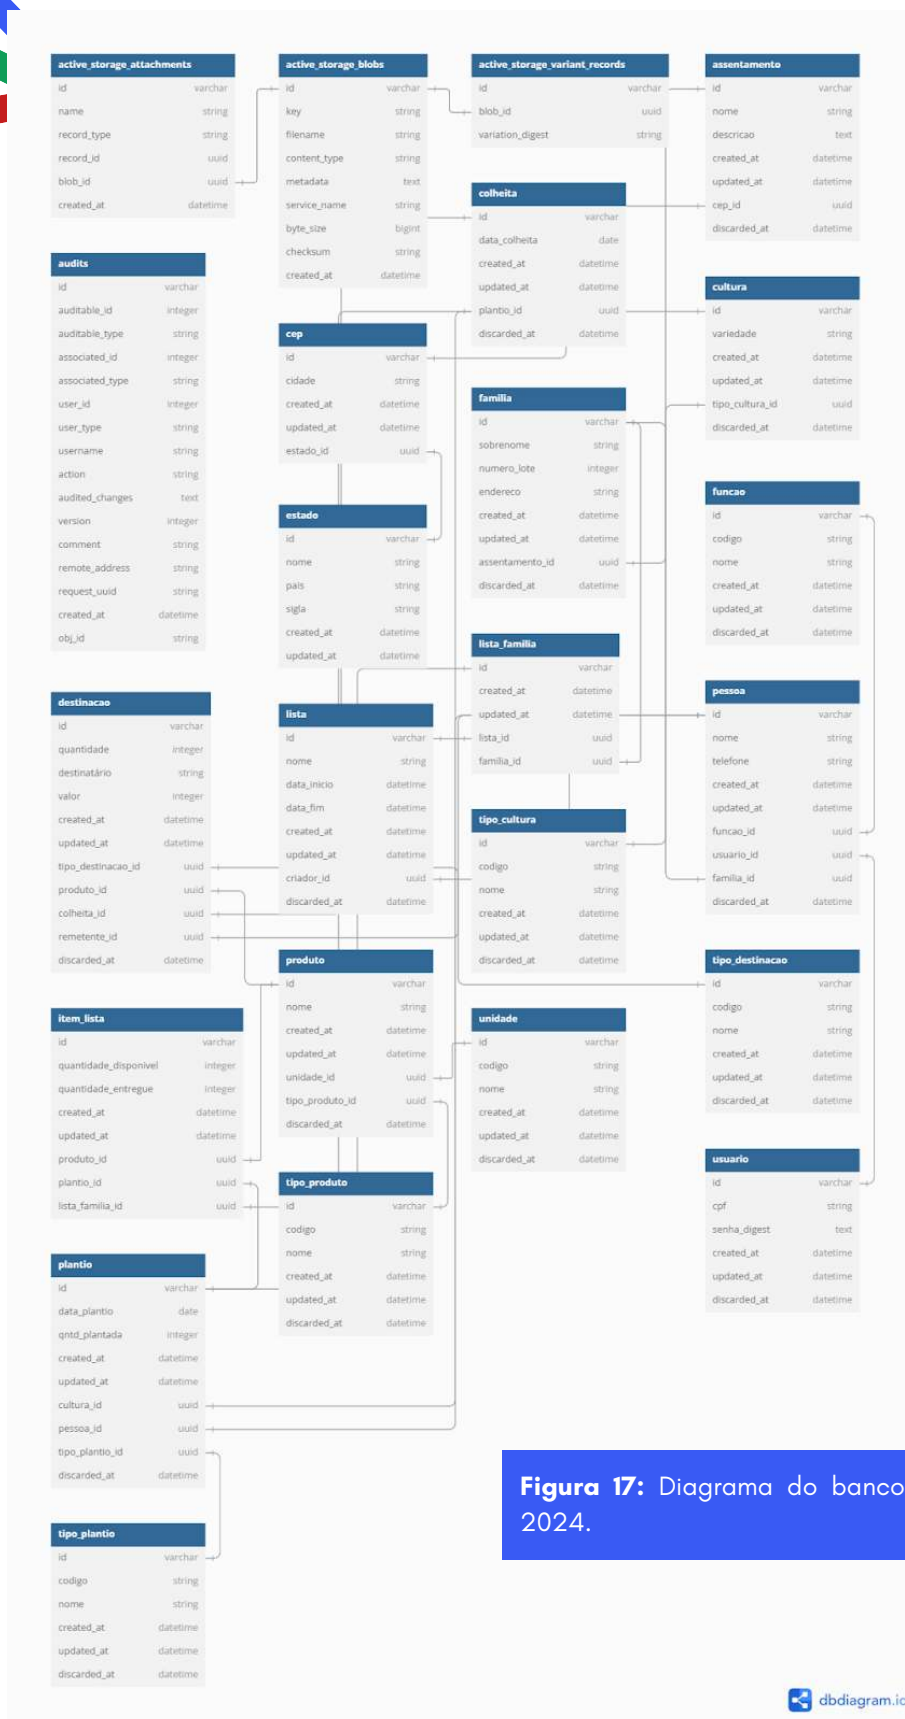 active_storage_attachments
id varchar
name string
record_type string
record_id uuid
blob_id uuid
created_at datetime
audits
id varchar
auditable_id integer
auditable_type string
associated_id integer
associated_type string
user_id integer
user_type string
username string
action string
audited_changes text
version integer
comment string
remote_address string
request_uuid string
created_at datetime
obj_id string
destinacao
id varchar
quantidade integer
destinatário string
valor integer
created_at datetime
updated_at datetime
tipo_destinacao_id uuid
produto_id uuid
colheita_id uuid
remetente_id uuid
discarded_at datetime
item_lista
id varchar
quantidade_disponivel integer
quantidade_entregue integer
created_at datetime
updated_at datetime
produto_id uuid
plantio_id uuid
lista_familia_id uuid
plantio
id varchar
data_plantio date
qntd_plantada integer
created_at datetime
updated_at datetime
cultura_id uuid
pessoa_id uuid
tipo_plantio_id uuid
discarded_at datetime
tipo_plantio
id varchar
codigo string
nome string
created_at datetime
updated_at datetime
discarded_at datetime
active_storage_blobs
id varchar
key string
filename string
content_type string
metadata text
service_name string
byte_size bigint
checksum string
created_at datetime
cep
id varchar
cidade string
created_at datetime
updated_at datetime
estado_id uuid
estado
id varchar
nome string
pais string
sigla string
created_at datetime
updated_at datetime
lista
id varchar
nome string
data_inicio datetime
data_fim datetime
created_at datetime
updated_at datetime
criador_id uuid
discarded_at datetime
produto
id varchar
nome string
created_at datetime
updated_at datetime
unidade_id uuid
tipo_produto_id uuid
discarded_at datetime
tipo_produto
id varchar
codigo string
nome string
created_at datetime
updated_at datetime
discarded_at datetime
active_storage_variant_records
id varchar
blob_id uuid
variation_digest string
colheita
id varchar
data_colheita date
created_at datetime
updated_at datetime
plantio_id uuid
discarded_at datetime
familia
id varchar
sobrenome string
numero_lote integer
endereco string
created_at datetime
updated_at datetime
assentamento_id uuid
discarded_at datetime
lista_familia
id varchar
created_at datetime
updated_at datetime
lista_id uuid
familia_id uuid
tipo_cultura
id varchar
codigo string
nome string
created_at datetime
updated_at datetime
discarded_at datetime
unidade
id varchar
codigo string
nome string
created_at datetime
updated_at datetime
discarded_at datetime
assentamento
id varchar
nome string
descricao text
created_at datetime
updated_at datetime
cep_id uuid
discarded_at datetime
cultura
id varchar
variedade string
created_at datetime
updated_at datetime
tipo_cultura_id uuid
discarded_at datetime
funcao
id varchar
codigo string
nome string
created_at datetime
updated_at datetime
discarded_at datetime
pessoa
id varchar
nome string
telefone string
created_at datetime
updated_at datetime
funcao_id uuid
usuario_id uuid
familia_id uuid
discarded_at datetime
tipo_destinacao
id varchar
codigo string
nome string
created_at datetime
updated_at datetime
discarded_at datetime
usuario
id varchar
cpf string
senha_digest text
created_at datetime
updated_at datetime
discarded_at datetime
Figura 17: Diagrama do banco
2024.
dbdiagram.io